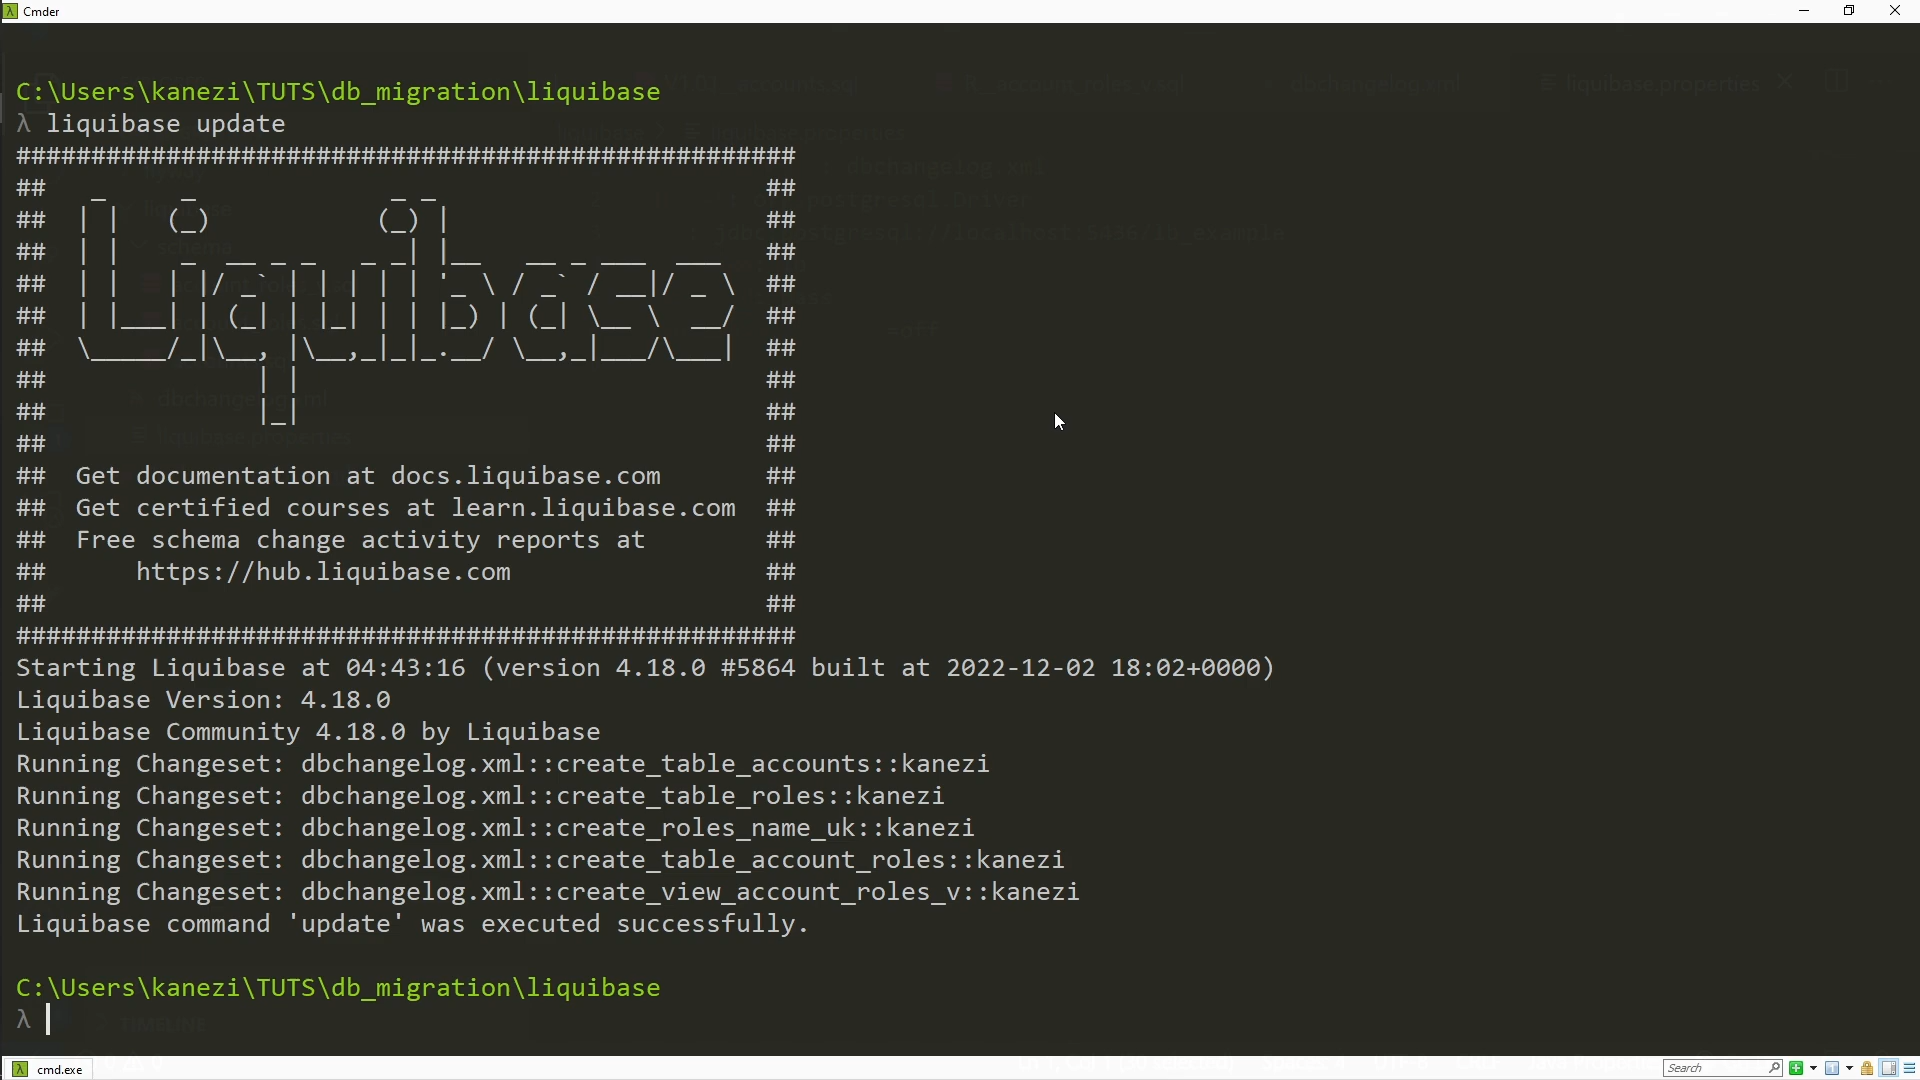 Cmder
C:\Users\kanezi\TUTS\db_migration\liquibase
λ liquibase update
####################################################
##      _     _             _ _                      ##
##     | |   (_)           (_) |                     ##
##     | |    _  __ _ _   _ _| |__   __ _ ___  ___   ##
##     | |   | |/ _` | | | | | '_ \ / _` / __|/ _ \  ##
##     | |___| | (_| | |_| | | |_) | (_| \__ \  __/  ##
##     \_____/_|\__, |\__,_|_|_.__/ \__,_|___/\___|  ##
##                 | |                               ##
##                 |_|                               ##
##                                                   ##
##  Get documentation at docs.liquibase.com       ##
##  Get certified courses at learn.liquibase.com  ##
##  Free schema change activity reports at        ##
##      https://hub.liquibase.com                 ##
##                                                ##
####################################################
Starting Liquibase at 04:43:16 (version 4.18.0 #5864 built at 2022-12-02 18:02+0000)
Liquibase Version: 4.18.0
Liquibase Community 4.18.0 by Liquibase
Running Changeset: dbchangelog.xml::create_table_accounts::kanezi
Running Changeset: dbchangelog.xml::create_table_roles::kanezi
Running Changeset: dbchangelog.xml::create_roles_name_uk::kanezi
Running Changeset: dbchangelog.xml::create_table_account_roles::kanezi
Running Changeset: dbchangelog.xml::create_view_account_roles_v::kanezi
Liquibase command 'update' was executed successfully.
C:\Users\kanezi\TUTS\db_migration\liquibase
λ
cmd.exe
Search